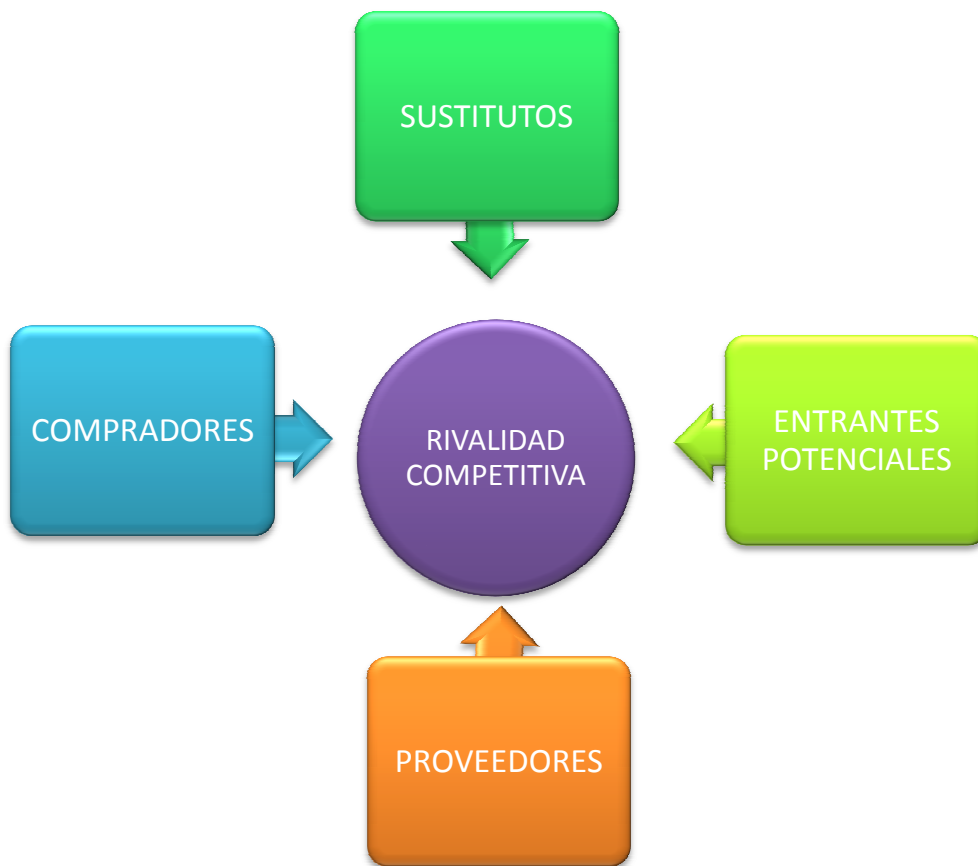 SUSTITUTOS
COMPRADORES
RIVALIDAD
COMPETITIVA
ENTRANTES
POTENCIALES
PROVEEDORES